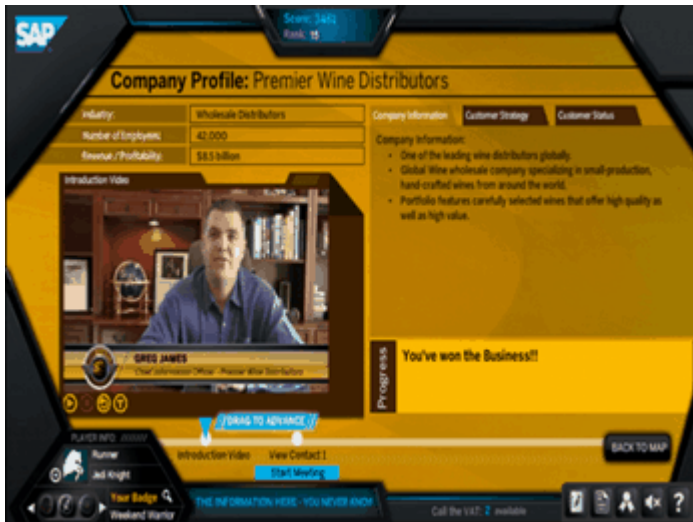 SAP
Score: 3482
Rank: 15
Company Profile: Premier Wine Distributors
Industry:
Wholesale Distributors
Number of Employees:
42,000
Revenue / Profitability:
$8.5 billion
Introduction Video
Company Information
Customer Strategy
Customer Status
Company Information:
• One of the leading wine distributors globally.
• Global Wine wholesale company specializing in small-production,
hand-crafted wines from around the world.
• Portfolio features carefully selected wines that offer high quality as
well as high value.
GREG JAMES
Chief Information Officer - Premier Wine Distributors
Progress
You've won the Business!!
DRAG TO ADVANCE //
Introduction Video
View Contact 1
Start Meeting
BACK TO MAP
PLAYER INFO
Runner
Jedi Knight
Your Badge
Weekend Warrior
THE INFORMATION HERE - YOU NEVER KNOW
Call the VAT: 2 available
?